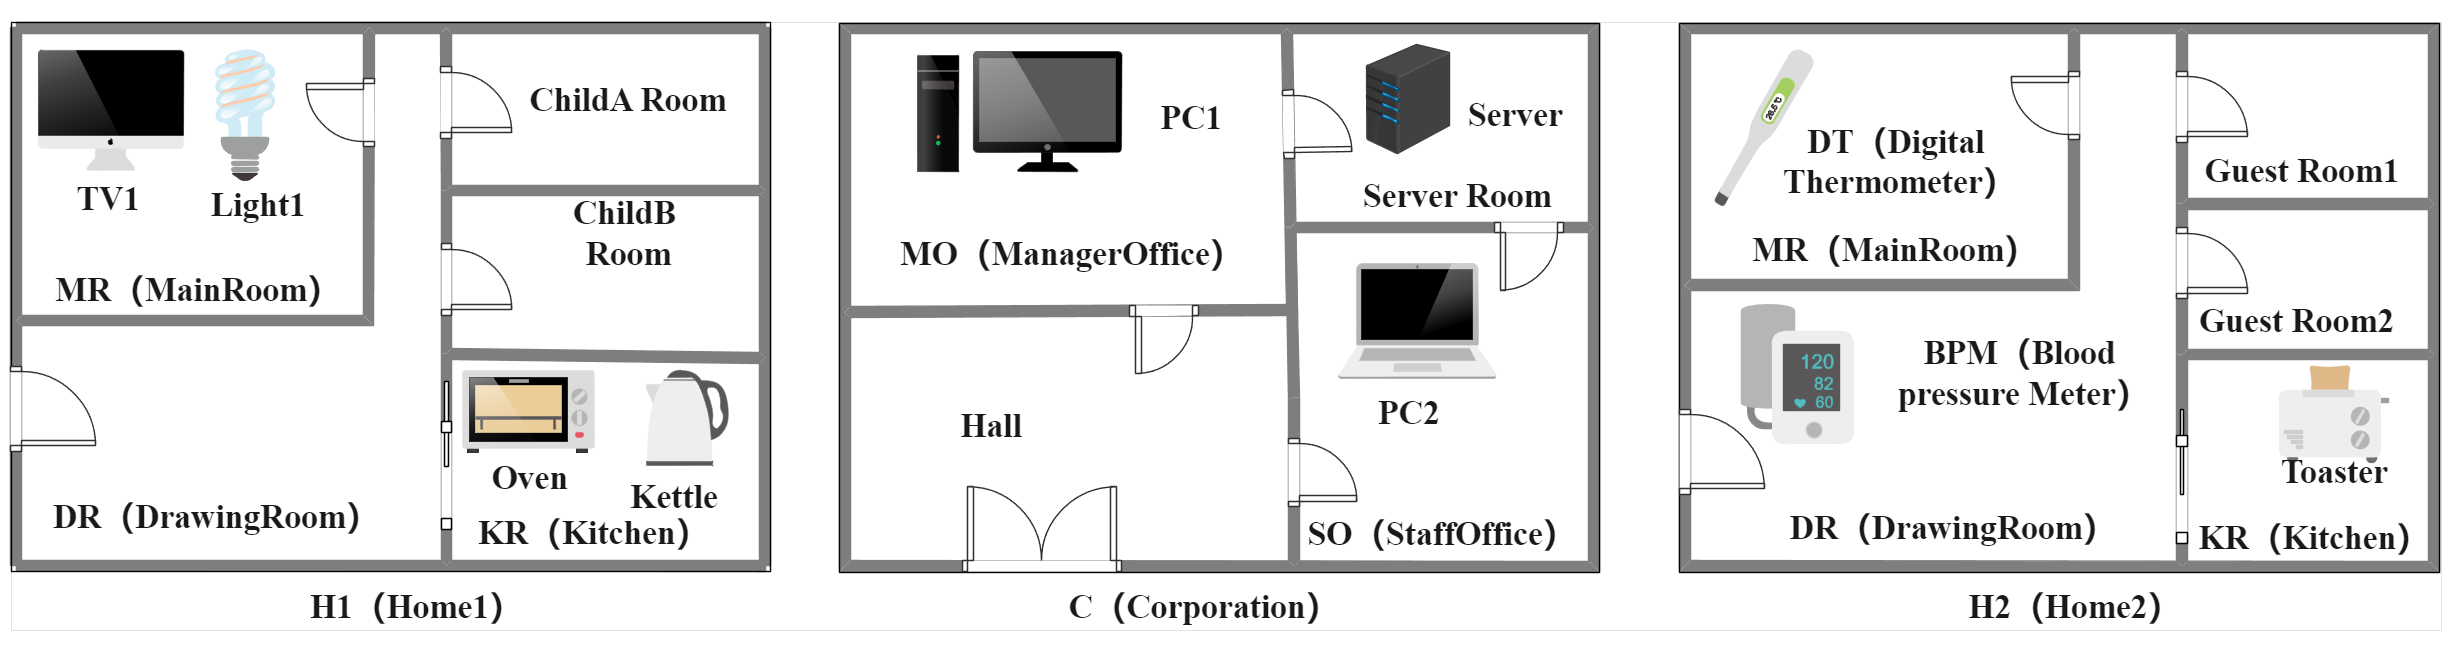 TV1
Light1
MR（MainRoom）
ChildA Room
ChildB
Room
Oven
Kettle
KR（Kitchen）
DR（DrawingRoom）
H1（Home1）
PC1
MO（ManagerOffice）
Server
Server Room
Hall
PC2
SO（StaffOffice）
C（Corporation）
DT（Digital
Thermometer）
MR（MainRoom）
Guest Room1
Guest Room2
120
82
60
BPM（Blood
pressure Meter）
Toaster
DR（DrawingRoom）
KR（Kitchen）
H2（Home2）